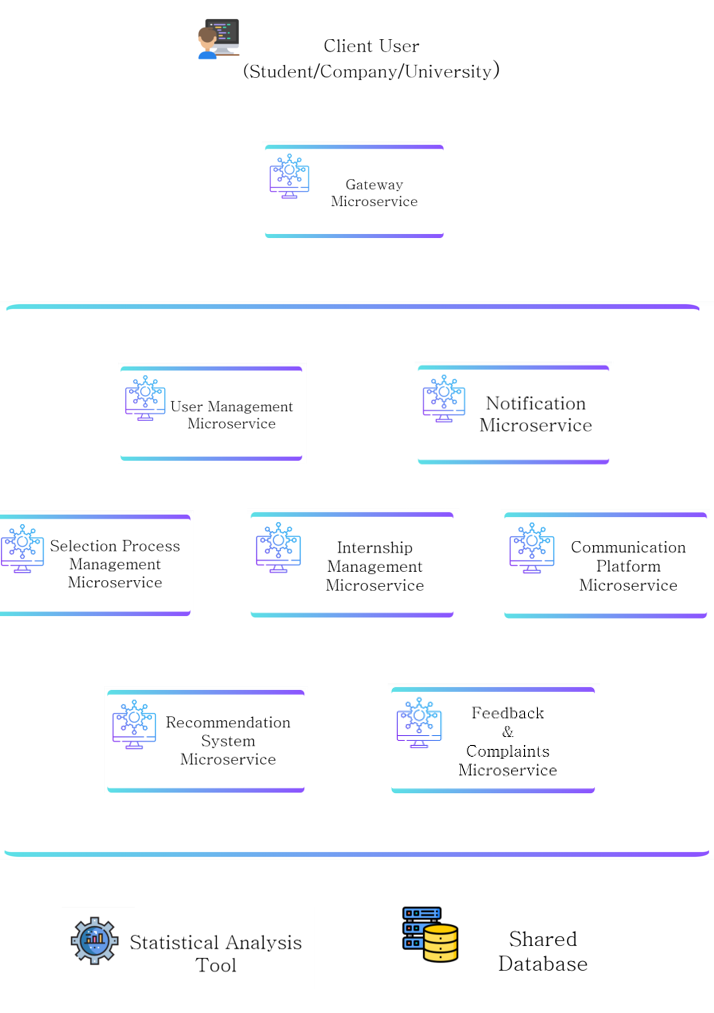 Client User
(Student/Company/University)
Gateway
Microservice
User Management
Microservice
Notification
Microservice
Selection Process
Management
Microservice
Internship
Management
Microservice
Communication
Platform
Microservice
Recommendation
System
Microservice
Feedback
&
Complaints
Microservice
Statistical Analysis
Tool
Shared
Database